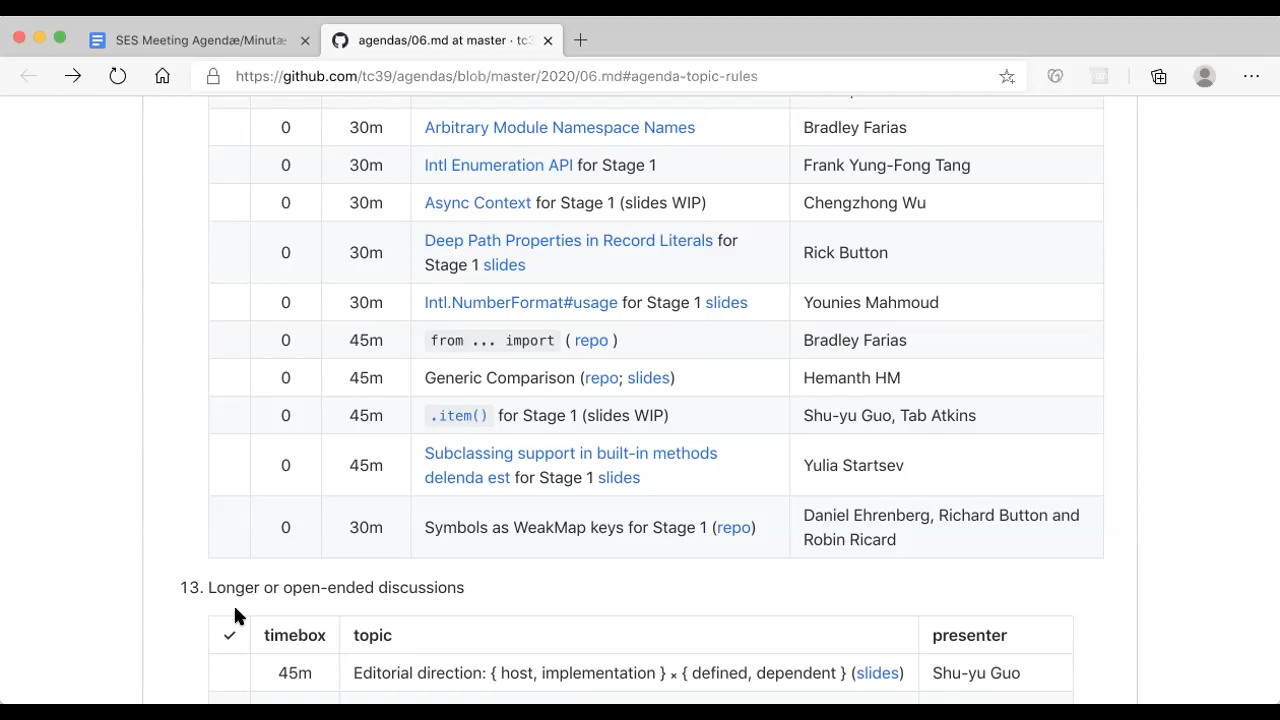 SES Meeting Agendæ/Minutæ
agendas/06.md at master · tc3
https://github.com/tc39/agendas/blob/master/2020/06.md#agenda-topic-rules
0 30m Arbitrary Module Namespace Names Bradley Farias
0 30m Intl Enumeration API for Stage 1 Frank Yung-Fong Tang
0 30m Async Context for Stage 1 (slides WIP) Chengzhong Wu
0 30m Deep Path Properties in Record Literals for
Stage 1 slides Rick Button
0 30m Intl.NumberFormat#usage for Stage 1 slides Younies Mahmoud
0 45m from ... import ( repo ) Bradley Farias
0 45m Generic Comparison (repo; slides) Hemanth HM
0 45m .item() for Stage 1 (slides WIP) Shu-yu Guo, Tab Atkins
0 45m Subclassing support in built-in methods
delenda est for Stage 1 slides Yulia Startsev
0 30m Symbols as WeakMap keys for Stage 1 (repo) Daniel Ehrenberg, Richard Button and
Robin Ricard
13. Longer or open-ended discussions
✓ timebox topic presenter
45m Editorial direction: { host, implementation } × { defined, dependent } (slides) Shu-yu Guo